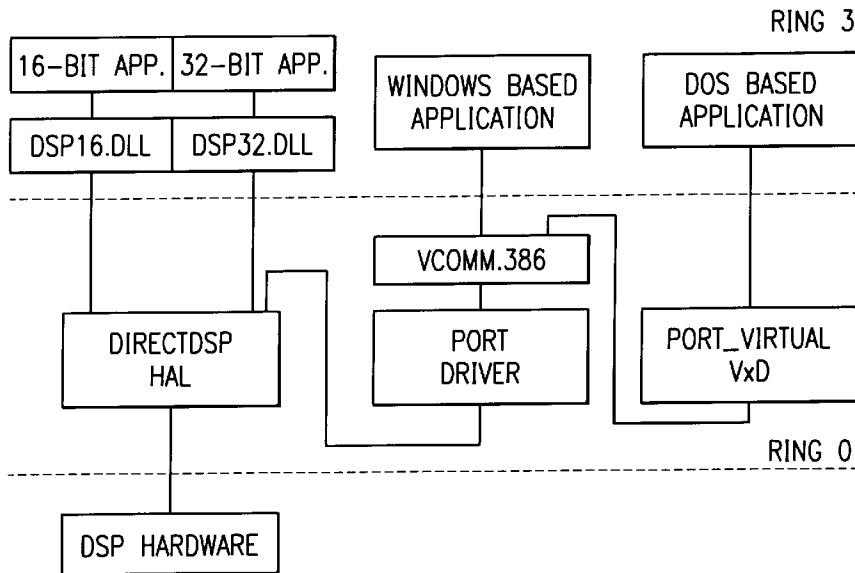 RING 3
16-BIT APP.
32-BIT APP.
WINDOWS BASED
APPLICATION
DOS BASED
APPLICATION
DSP16.DLL
DSP32.DLL
VCOMM.386
DIRECTDSP
HAL
PORT
DRIVER
PORT_VIRTUAL
VxD
RING 0
DSP HARDWARE